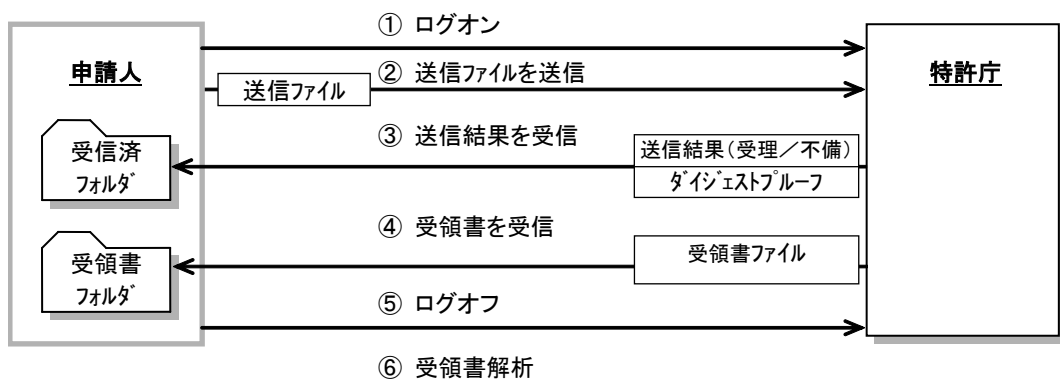 ① ログオン
申請人
特許庁
② 送信ファイルを送信
送信ﾌｧｲﾙ
③ 送信結果を受信
受信済
ﾌｫﾙﾀﾞ
送信結果（受理／不備）
ﾀﾞｲｼﾞｪｽﾄﾌﾟﾙｰﾌ
④ 受領書を受信
受領書
ﾌｫﾙﾀﾞ
受領書ﾌｧｲﾙ
⑤ ログオフ
⑥ 受領書解析